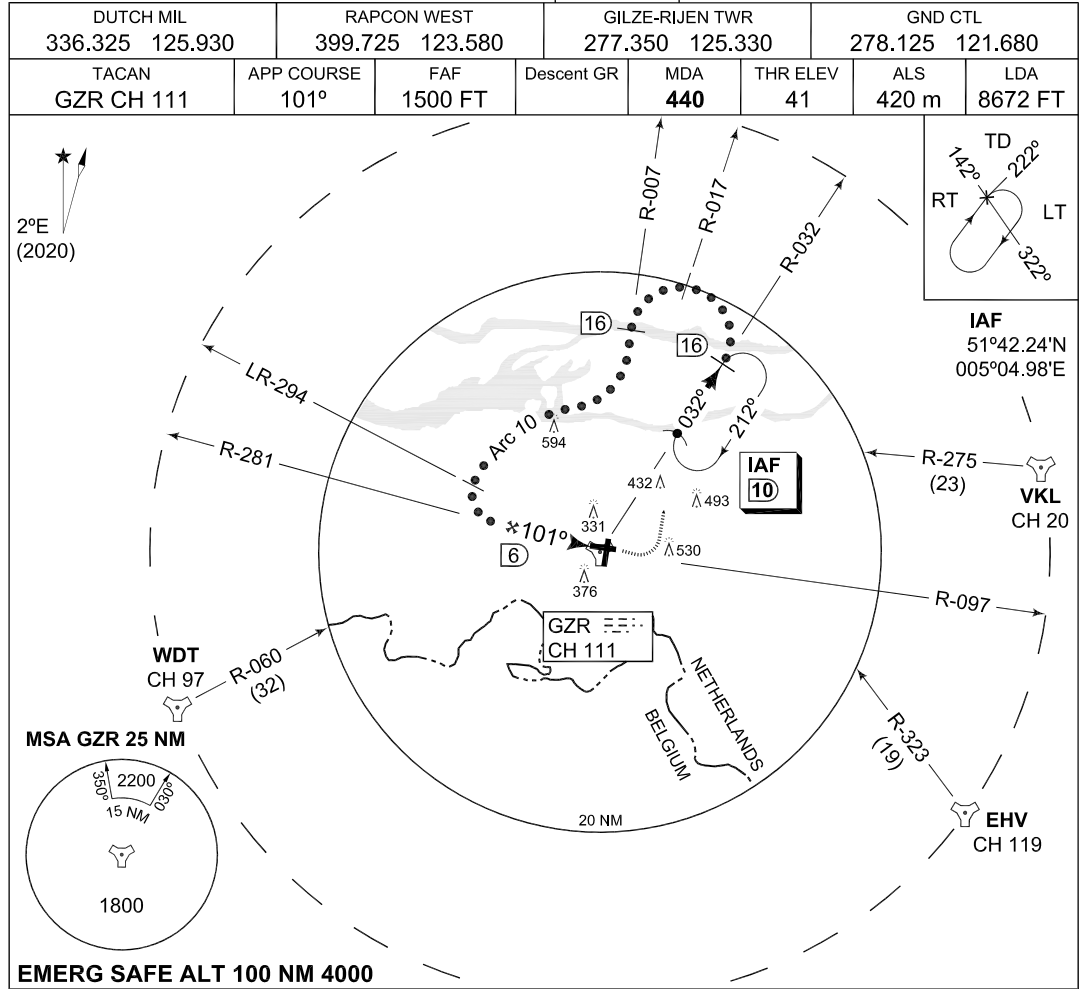 DUTCH MIL
336.325 125.930
RAPCON WEST
399.725 123.580
GILZE-RIJEN TWR
277.350 125.330
GND CTL
278.125 121.680
TACAN
GZR CH 111
APP COURSE
101º
FAF
1500 FT
Descent GR
MDA
440
THR ELEV
41
ALS
420 m
LDA
8672 FT
2ºE
(2020)
R-007
R-017
R-032
TD
142º
222º
RT
LT
322º
IAF
51º42.24'N
005º04.98'E
16
16
LR-294
032º
212º
Arc 10
594
R-281
IAF
10
R-275
(23)
VKL
CH 20
432
493
331
101º
6
530
376
R-097
GZR
CH 111
WDT
CH 97
R-060
(32)
NETHERLANDS
BELGIUM
R-323
(19)
MSA GZR 25 NM
350º
2200
030º
15 NM
1800
20 NM
EHV
CH 119
EMERG SAFE ALT 100 NM 4000